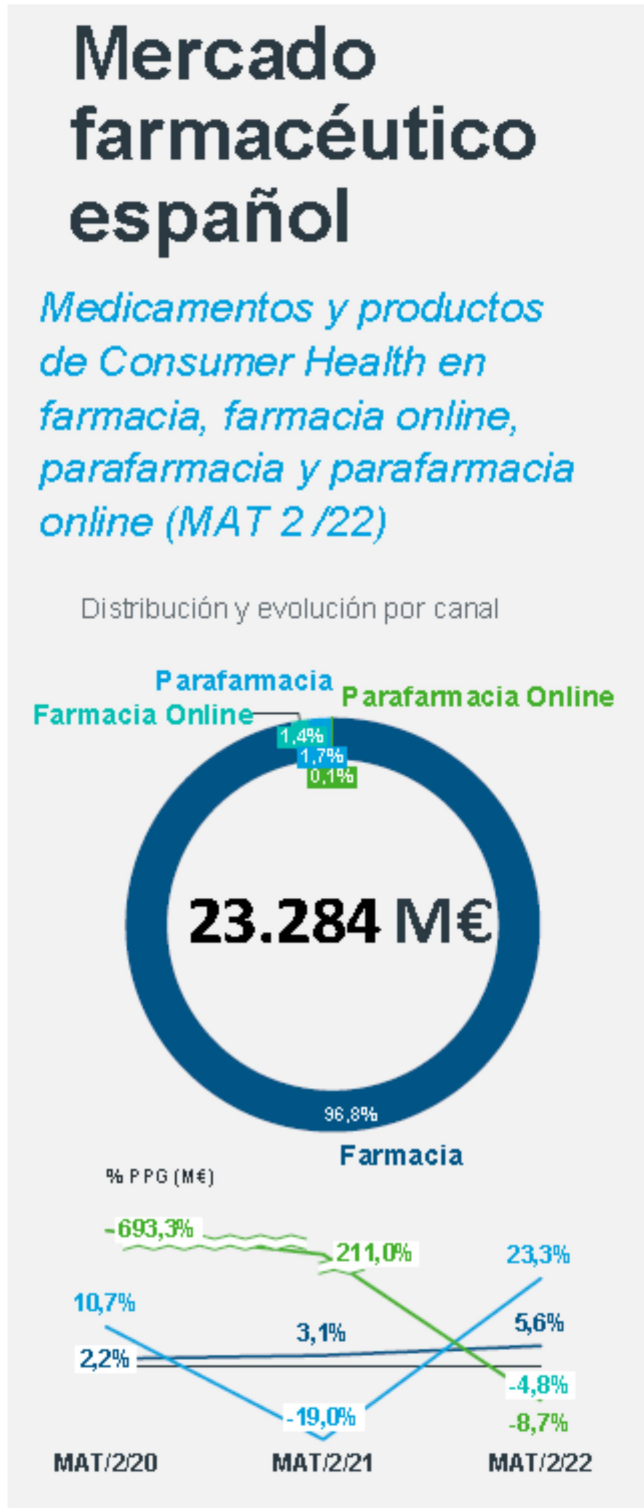 Mercado
farmacéutico
español
Medicamentos y productos
de Consumer Health en
farmacia, farmacia online,
parafarmacia y parafarmacia
online (MAT 2 /22)
Distribución y evolución por canal
Parafarmacia
Parafarmacia Online
Farmacia Online
1,4%
1,7%
0,1%
23.284 M€
96,8%
Farmacia
% PPG (M€)
-693,3%
211,0%
23,3%
10,7%
3,1%
5,6%
2,2%
-4,8%
-19,0%
-8,7%
MAT/2/20
MAT/2/21
MAT/2/22